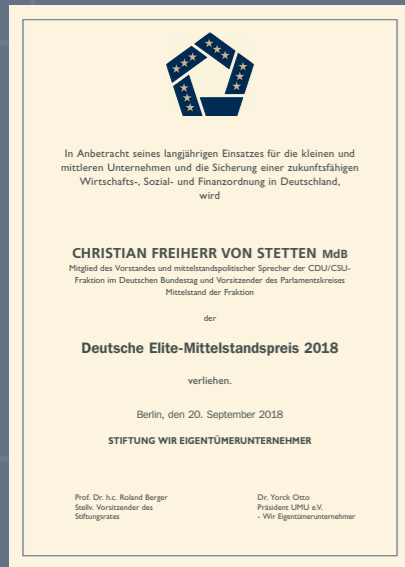 In Anbetracht seines langjährigen Einsatzes für die kleinen und
mittleren Unternehmen und die Sicherung einer zukunftsfähigen
Wirtschafts-, Sozial- und Finanzordnung in Deutschland,
wird
CHRISTIAN FREIHERR VON STETTEN MdB
Mitglied des Vorstandes und mittelstandspolitischer Sprecher der CDU/CSU-
Fraktion im Deutschen Bundestag und Vorsitzender des Parlamentskreises
Mittelstand der Fraktion
der
Deutsche Elite-Mittelstandspreis 2018
verliehen.
Berlin, den 20. September 2018
STIFTUNG WIR EIGENTÜMERUNTERNEHMER
Prof. Dr. h.c. Roland Berger
Stellv. Vorsitzender des
Stiftungsrates
Dr. Yorck Otto
Präsident UMU e.V.
- Wir Eigentümerunternehmer